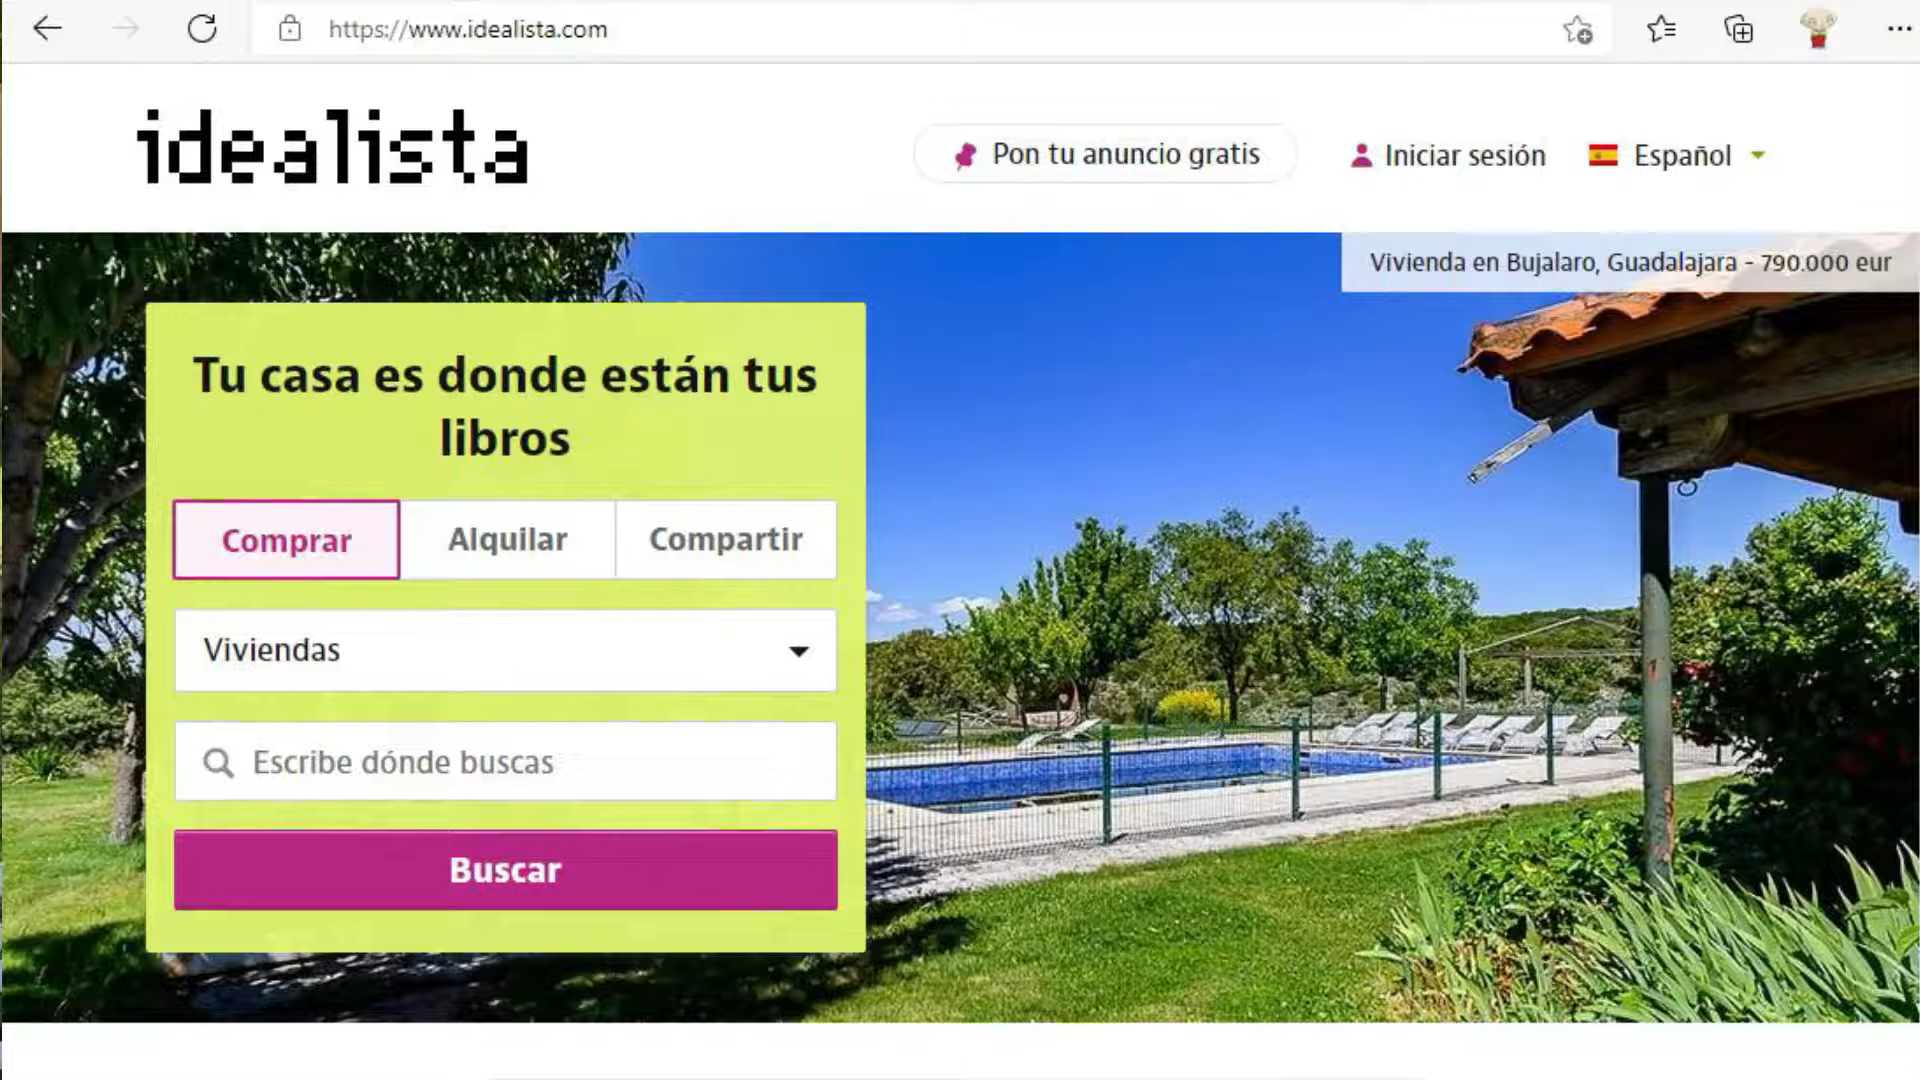 https://www.idealista.com
idealista
Pon tu anuncio gratis
Iniciar sesión
Español
Vivienda en Bujalaro, Guadalajara - 790.000 eur
Tu casa es donde están tus
libros
Comprar
Alquilar
Compartir
Viviendas
Escribe dónde buscas
Buscar